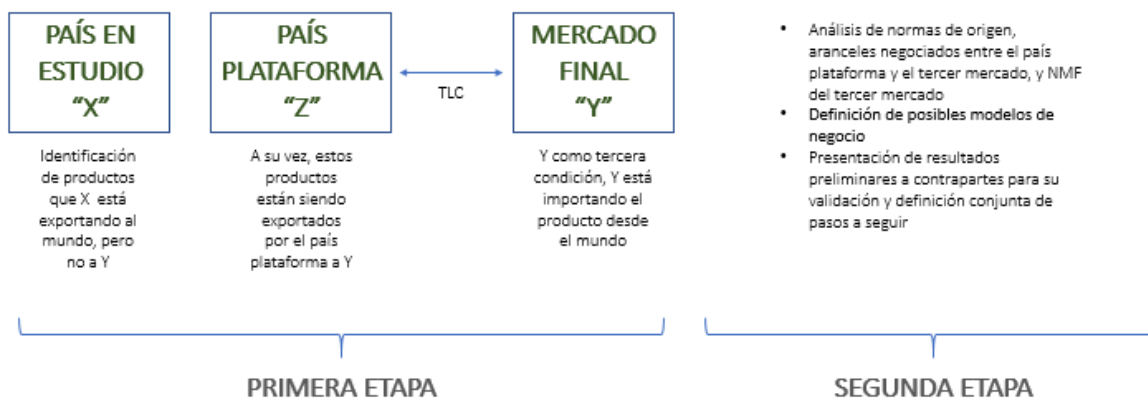 PAÍS EN
ESTUDIO
“X”
PAÍS
PLATAFORMA
“Z”
TLC
MERCADO
FINAL
“Y”
Identificación
de productos
que X está
exportando al
mundo, pero
no a Y
A su vez, estos
productos
están siendo
exportados
por el país
plataforma a Y
Y como tercera
condición, Y está
importando el
producto desde
el mundo
• Análisis de normas de origen,
aranceles negociados entre el país
plataforma y el tercer mercado, y NMF
del tercer mercado
• Definición de posibles modelos de
negocio
• Presentación de resultados
preliminares a contrapartes para su
validación y definición conjunta de
pasos a seguir
PRIMERA ETAPA
SEGUNDA ETAPA